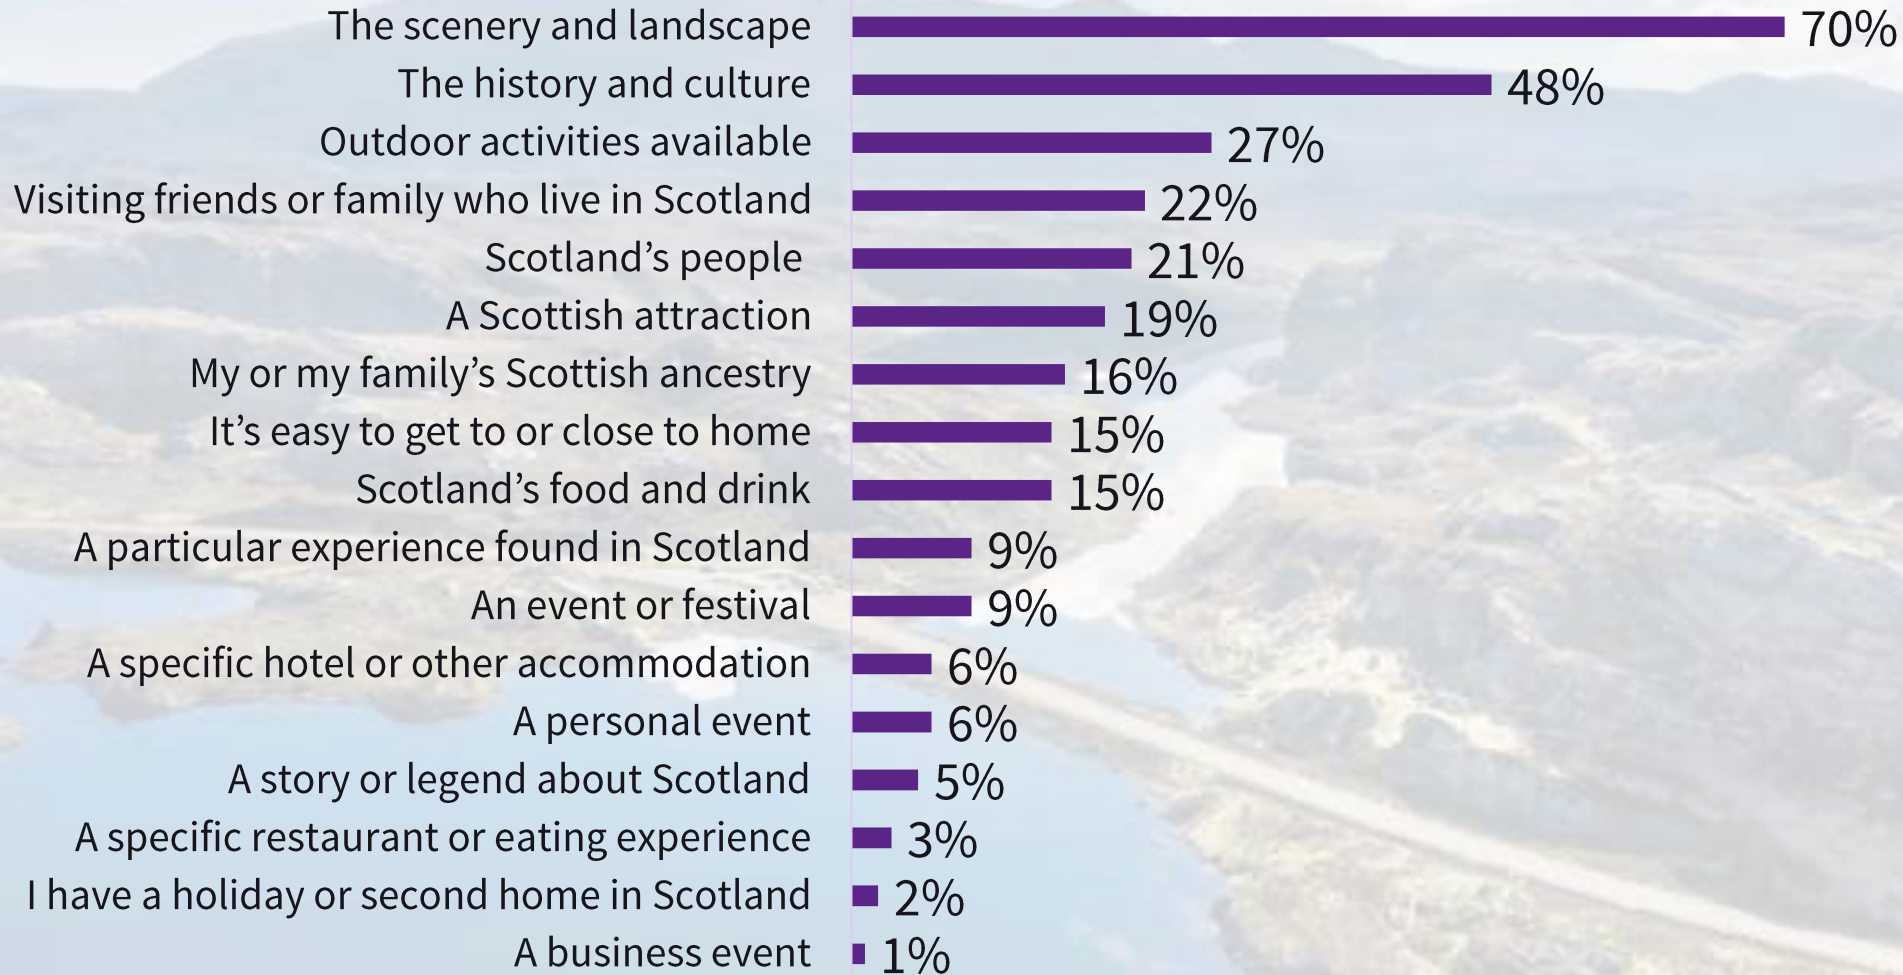 The scenery and landscape 70%
The history and culture 48%
Outdoor activities available 27%
Visiting friends or family who live in Scotland 22%
Scotland’s people 21%
A Scottish attraction 19%
My or my family’s Scottish ancestry 16%
It’s easy to get to or close to home 15%
Scotland’s food and drink 15%
A particular experience found in Scotland 9%
An event or festival 9%
A specific hotel or other accommodation 6%
A personal event 6%
A story or legend about Scotland 5%
A specific restaurant or eating experience 3%
I have a holiday or second home in Scotland 2%
A business event 1%